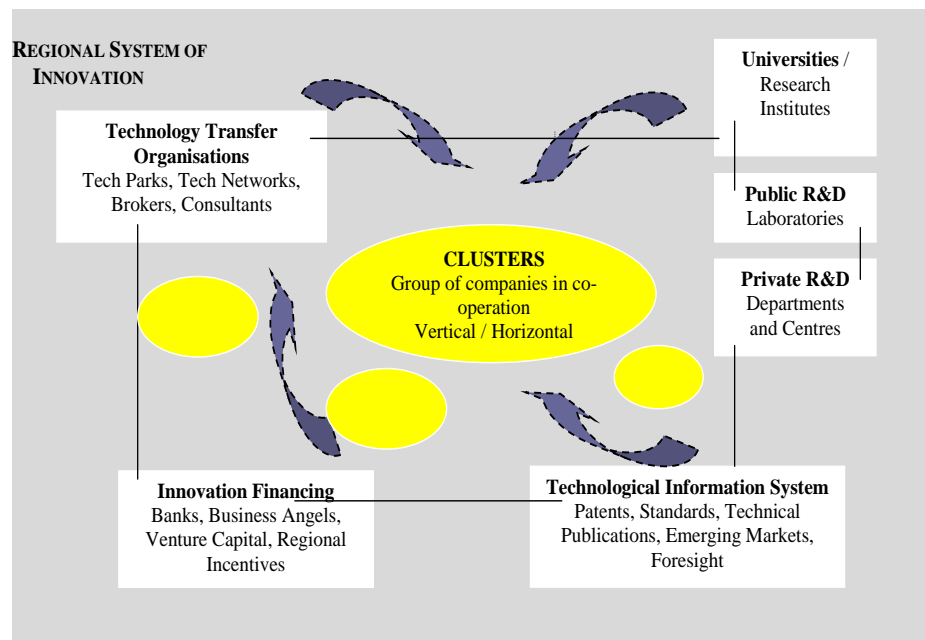 REGIONAL SYSTEM OF
INNOVATION
Universities /
Research
Institutes
Technology Transfer
Organisations
Tech Parks, Tech Networks,
Brokers, Consultants
Public R&D
Laboratories
CLUSTERS
Group of companies in co-
operation
Vertical / Horizontal
Private R&D
Departments
and Centres
Innovation Financing
Banks, Business Angels,
Venture Capital, Regional
Incentives
Technological Information System
Patents, Standards, Technical
Publications, Emerging Markets,
Foresight